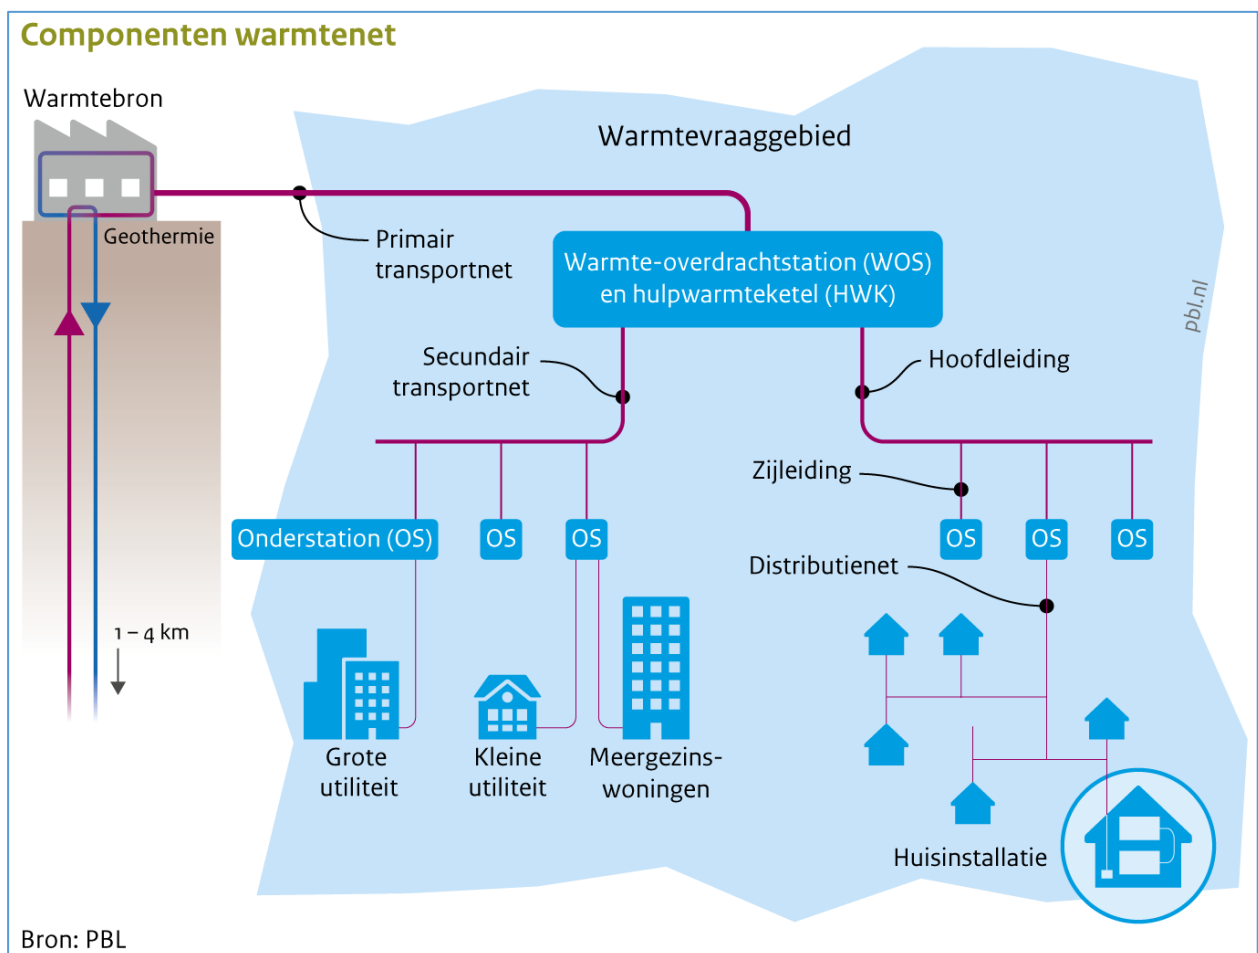 Componenten warmtenet
Warmtebron
Warmtevraaggebied
Geothermie
Primair
transportnet
Warmte-overdrachtstation (WOS)
en hulpwarmteketel (HWK)
pbl.nl
Secundair
transportnet
Hoofdleiding
Zijleiding
Onderstation (OS)
OS
OS
OS
OS
OS
Distributienet
1 – 4 km
Grote
utiliteit
Kleine
utiliteit
Meergezins-
woningen
Huisinstallatie
Bron: PBL